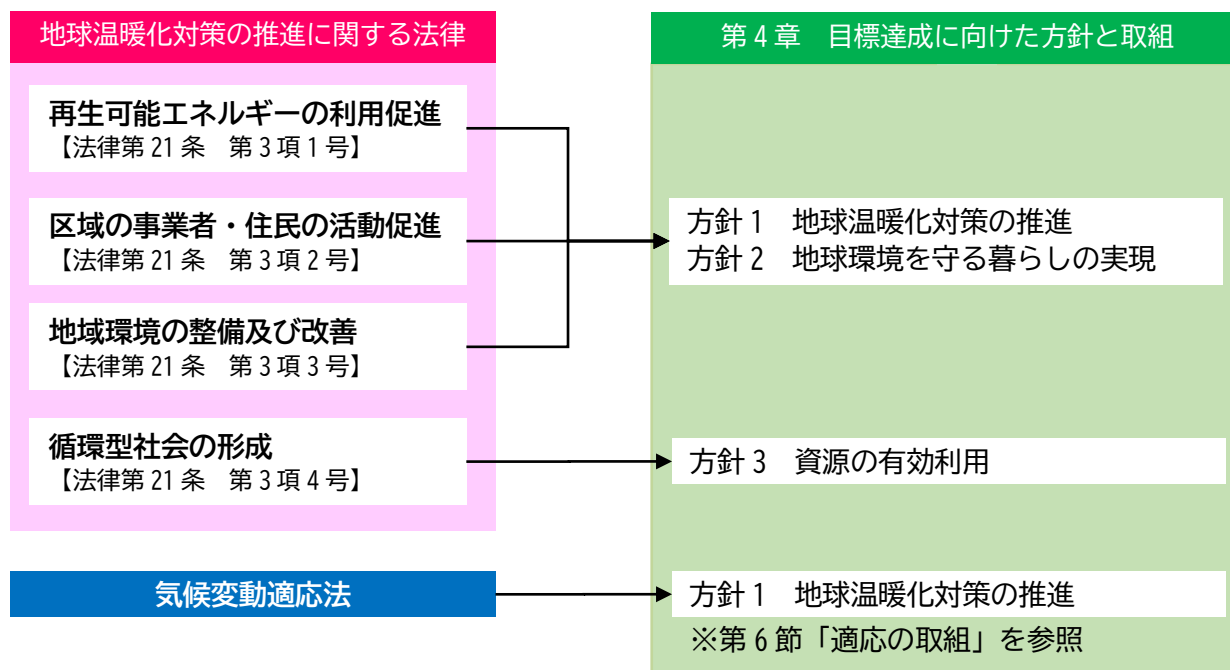 地球温暖化対策の推進に関する法律
再生可能エネルギーの利用促進
【法律第21条　第3項1号】
区域の事業者・住民の活動促進
【法律第21条　第3項2号】
地域環境の整備及び改善
【法律第21条　第3項3号】
循環型社会の形成
【法律第21条　第3項4号】
気候変動適応法
第4章　目標達成に向けた方針と取組
方針1　地球温暖化対策の推進
方針2　地球環境を守る暮らしの実現
方針3　資源の有効利用
方針1　地球温暖化対策の推進
※第6節「適応の取組」を参照